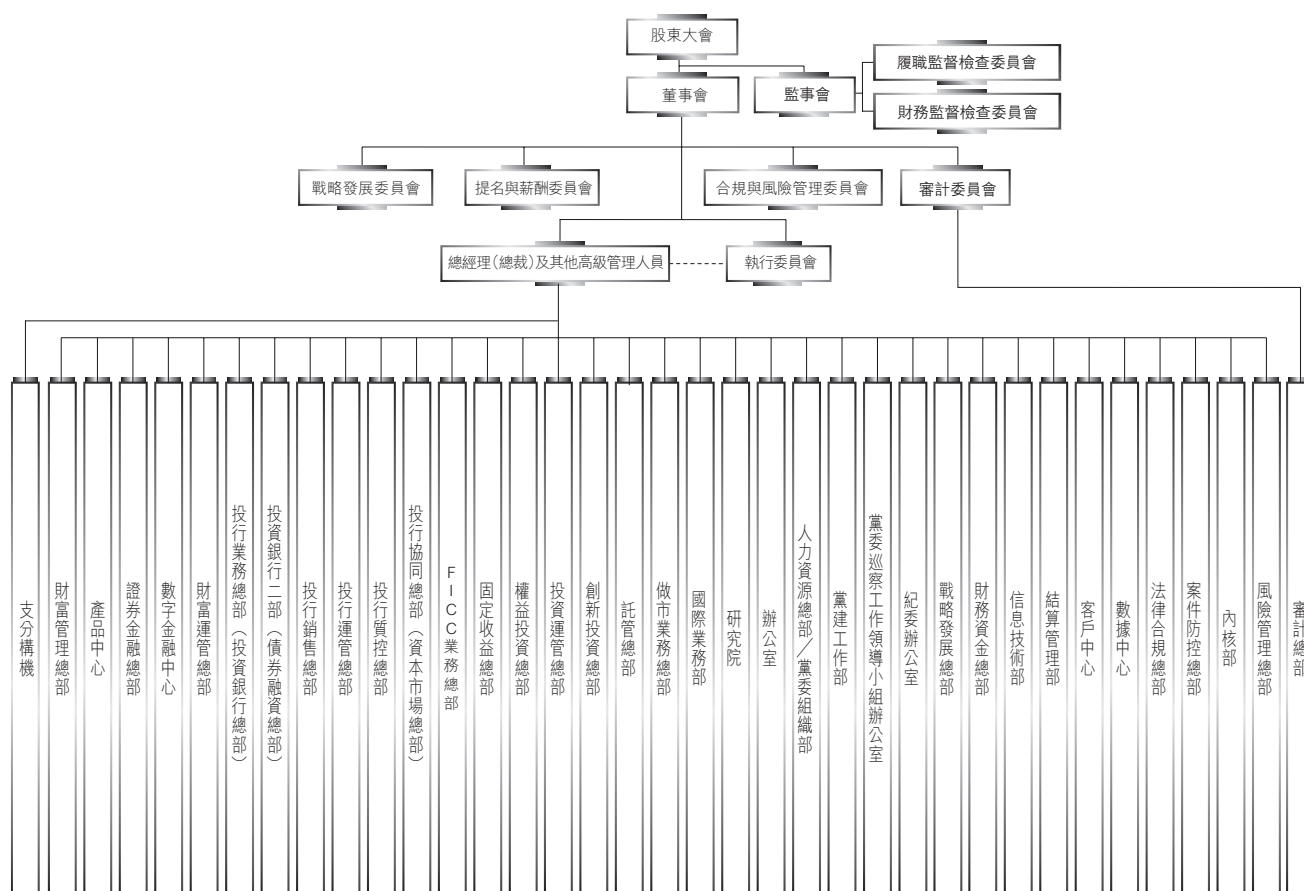 股東大會
董事會
監事會
履職監督檢查委員會
財務監督檢查委員會
戰略發展委員會
提名與薪酬委員會
合規與風險管理委員會
審計委員會
總經理(總裁)及其他高級管理人員
執行委員會
支分構機
財富管理總部
產品中心
證券金融總部
數字金融中心
財富運管總部
投行業務總部（投資銀行總部）
投資銀行二部（債券融資總部）
投行銷售總部
投行運管總部
投行質控總部
投行協同總部（資本市場總部）
FICC業務總部
固定收益總部
權益投資總部
投資運管總部
創新投資總部
託管總部
做市業務總部
國際業務部
研究院
辦公室
人力資源總部／黨委組織部
黨建工作部
黨委巡察工作領導小組辦公室
紀委辦公室
戰略發展總部
財務資金總部
信息技術部
結算管理部
客戶中心
數據中心
法律合規總部
案件防控總部
內核部
風險管理總部
審計總部